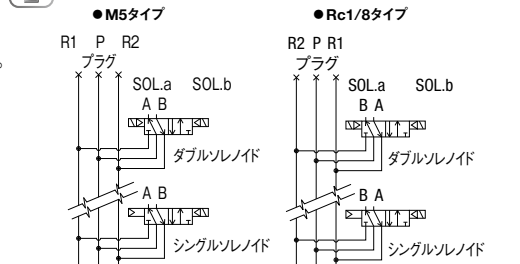 ●M5タイプ
R1 P R2
プラグ
SOL.a SOL.b
A B
ダブルソレノイド
A B
シングルソレノイド
●Rc1/8タイプ
R2 P R1
プラグ
SOL.a SOL.b
B A
ダブルソレノイド
B A
シングルソレノイド